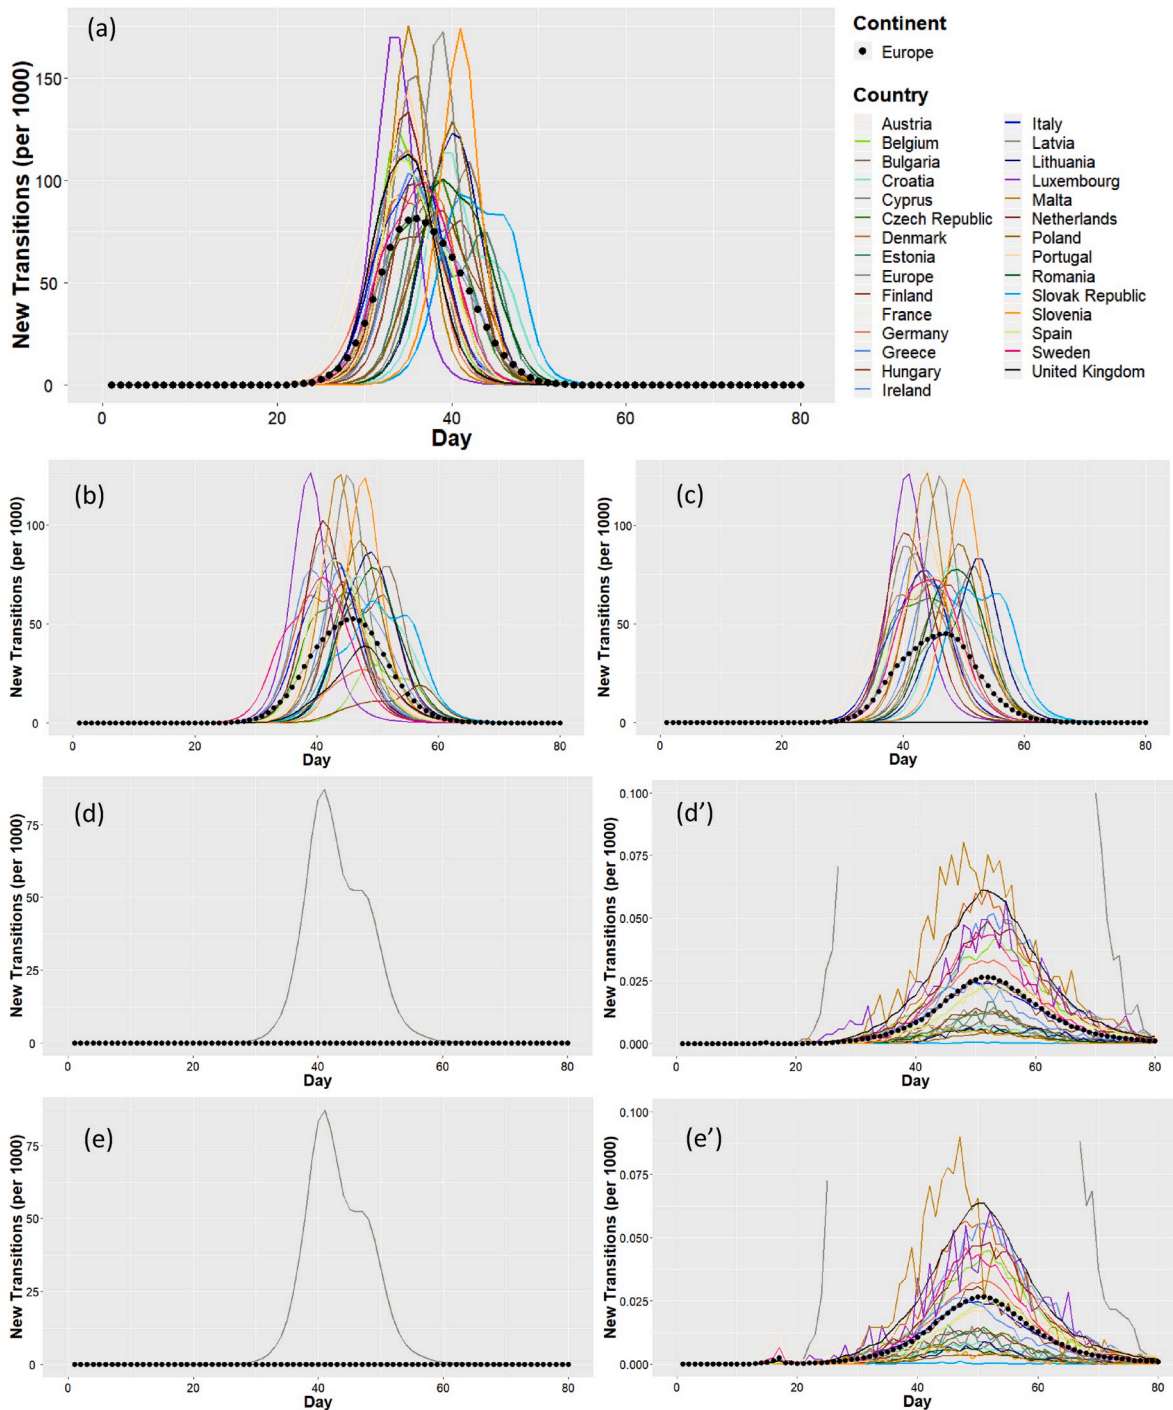 (a)
New Transitions (per 1000)
150
100
50
0
0 20 40 60 80
Day
Continent
Europe
Country
Austria
Belgium
Bulgaria
Croatia
Cyprus
Czech Republic
Denmark
Estonia
Europe
Finland
France
Germany
Greece
Hungary
Ireland
Italy
Latvia
Lithuania
Luxembourg
Malta
Netherlands
Poland
Portugal
Romania
Slovak Republic
Slovenia
Spain
Sweden
United Kingdom
(b)
New Transitions (per 1000)
100
50
0
0 20 40 60 80
Day
(c)
New Transitions (per 1000)
100
50
0
0 20 40 60 80
Day
(d)
New Transitions (per 1000)
75
50
25
0
0 20 40 60 80
Day
(d')
New Transitions (per 1000)
0.100
0.075
0.050
0.025
0.000
0 20 40 60 80
Day
(e)
New Transitions (per 1000)
75
50
25
0
0 20 40 60 80
Day
(e')
New Transitions (per 1000)
0.100
0.075
0.050
0.025
0.000
0 20 40 60 80
Day